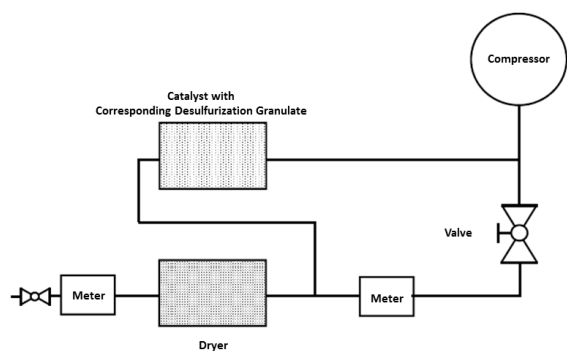 Compressor
Catalyst with
Corresponding Desulfurization Granulate
Valve
Meter
Meter
Dryer